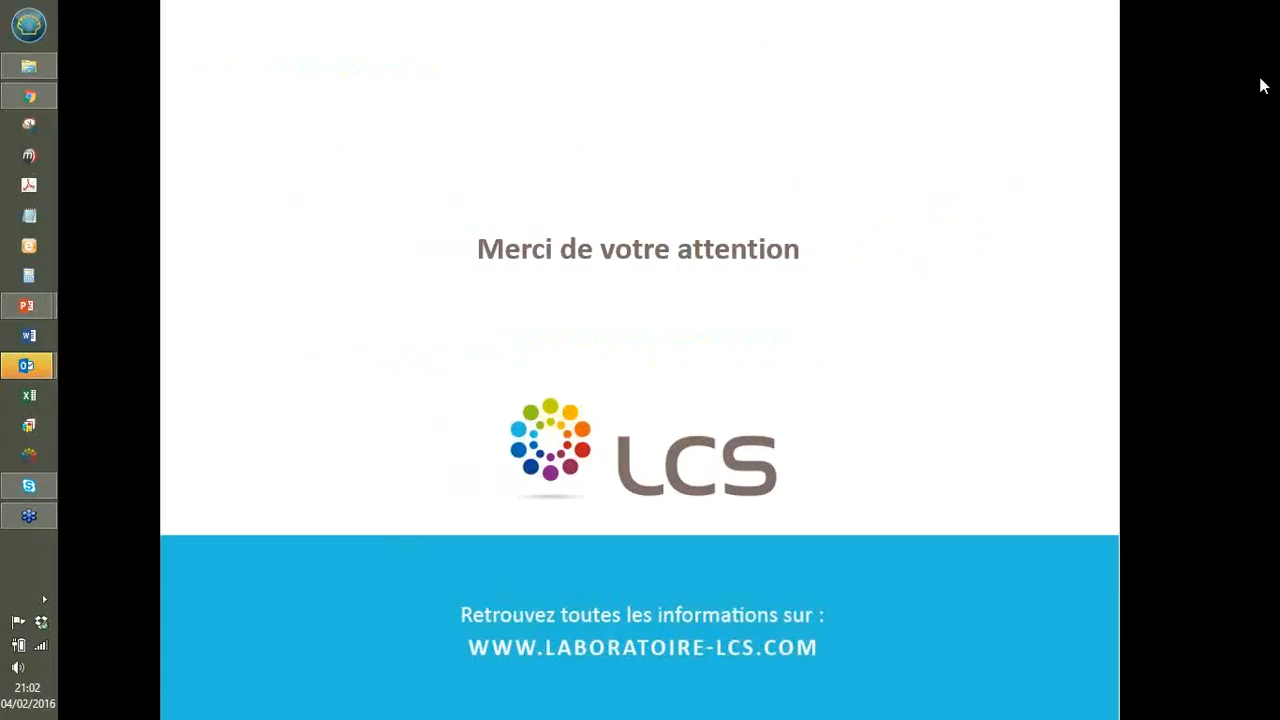 Merci de votre attention
LCS
Retrouvez toutes les informations sur :
WWW.LABORATOIRE-LCS.COM
21:02
04/02/2016